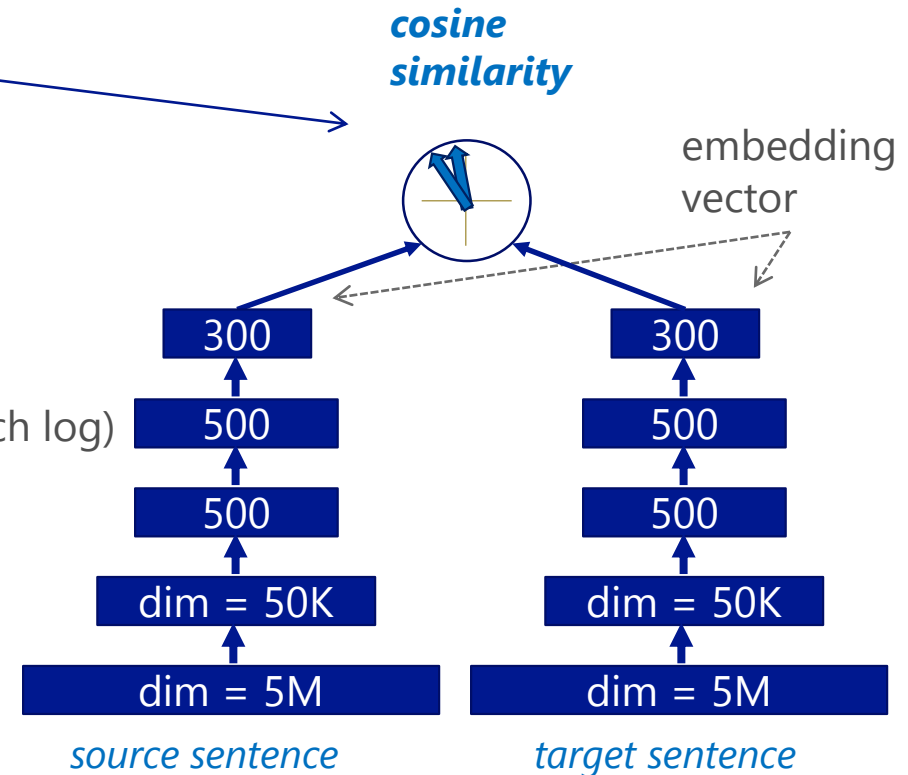 cosine
similarity
embedding
vector
300
300
ch log)
500
500
500
500
dim = 50K
dim = 50K
dim = 5M
dim = 5M
source sentence
target sentence